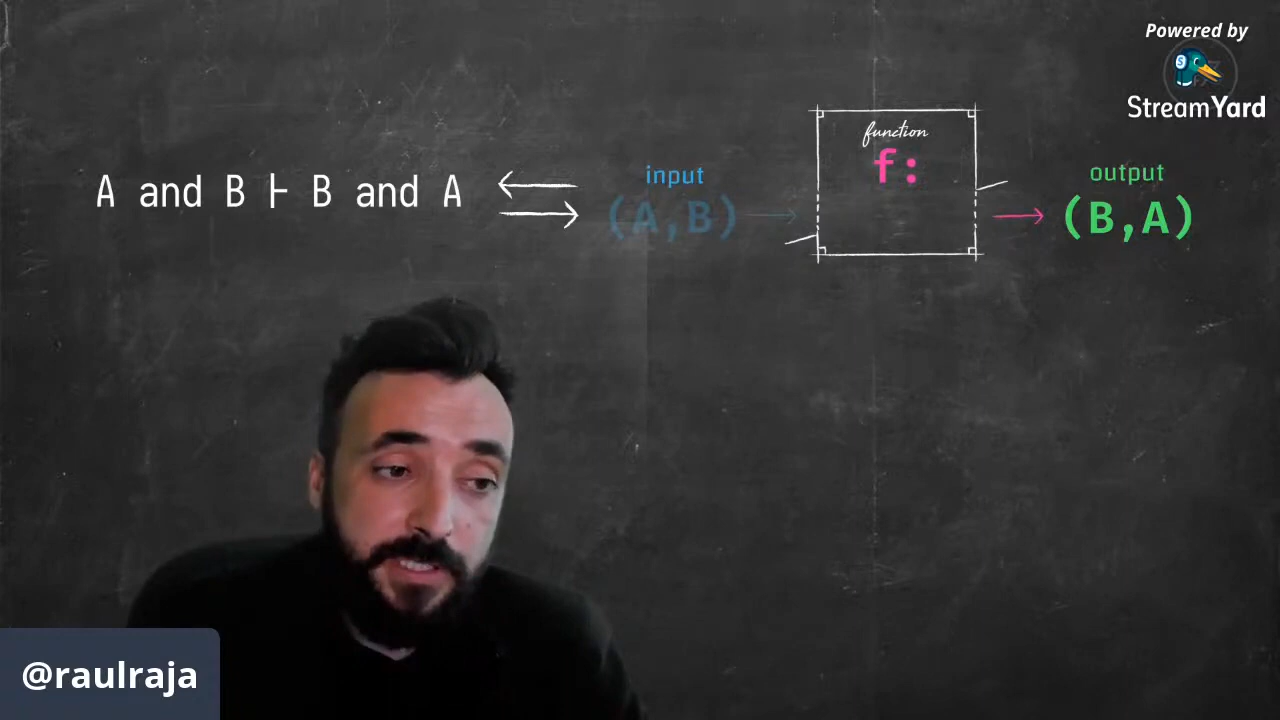 Powered by
StreamYard
function
f:
input
output
A and B ⊢ B and A
(A,B)
(B,A)
@raulraja